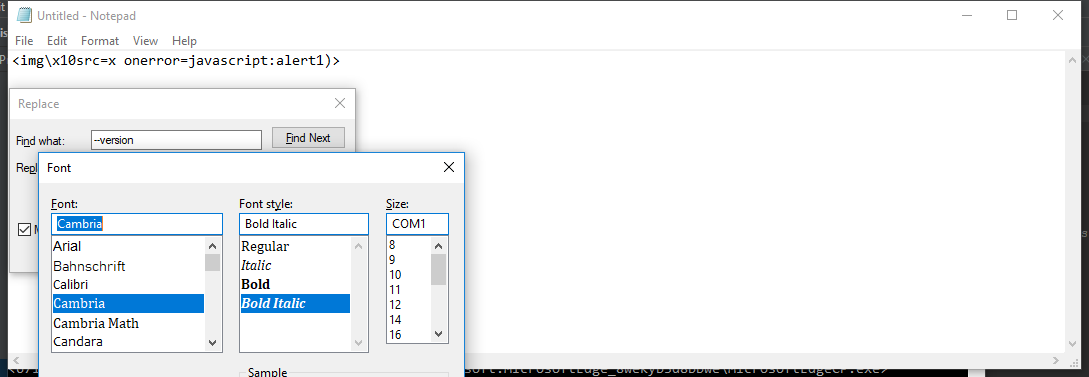 Untitled - Notepad
File Edit Format View Help
<img\x10src=x onerror=javascript:alert1)>
Replace
Find what: --version Find Next
Repl
Font
Font: Font style: Size:
Cambria Bold Italic COM1
Arial
Bahnschrift
Calibri
Cambria
Cambria Math
Candara
Regular
Italic
Bold
Bold Italic
8
9
10
11
12
14
16
Sample